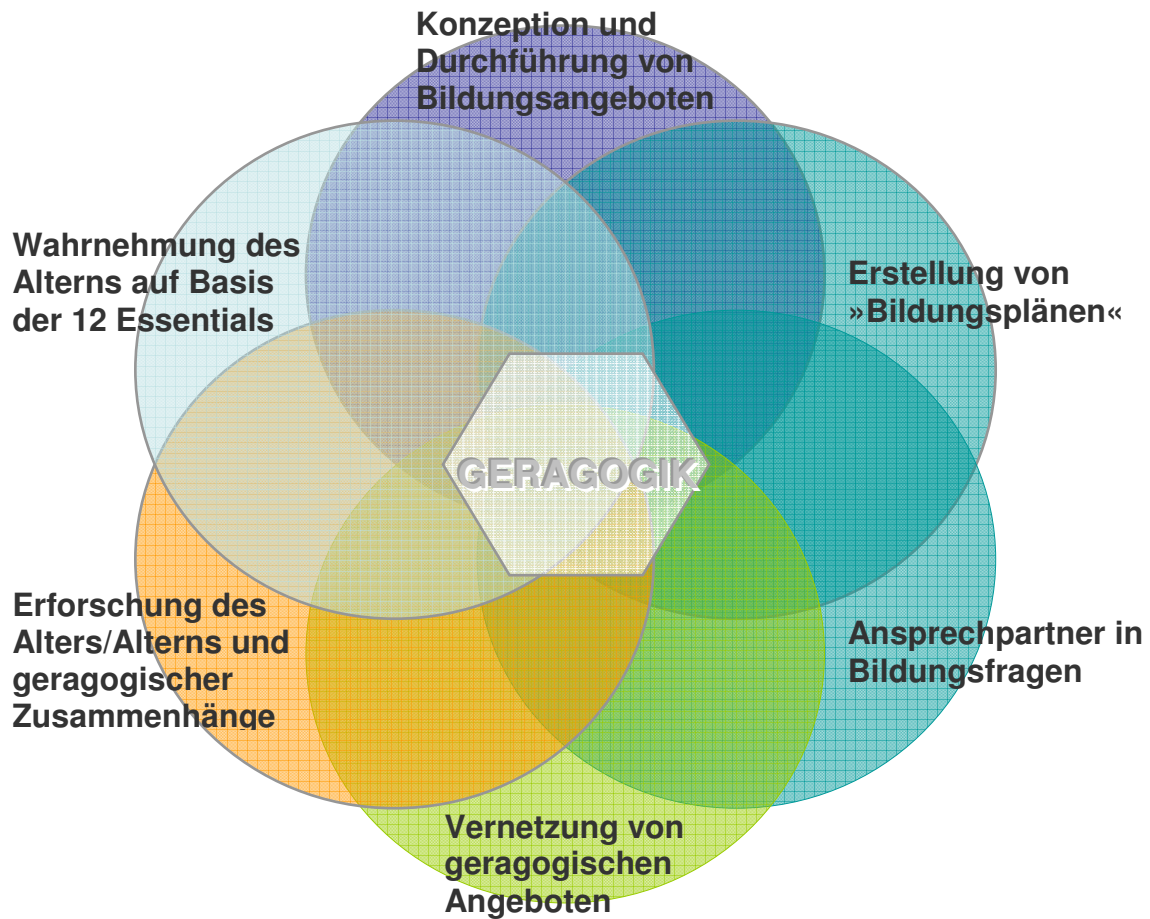 Konzeption und
Durchführung von
Bildungsangeboten
Wahrnehmung des
Alterns auf Basis
der 12 Essentials
Erstellung von
»Bildungsplänen«
GERAGOGIK
Erforschung des
Alters/Alterns und
geragogischer
Zusammenhänge
Ansprechpartner in
Bildungsfragen
Vernetzung von
geragogischen
Angeboten